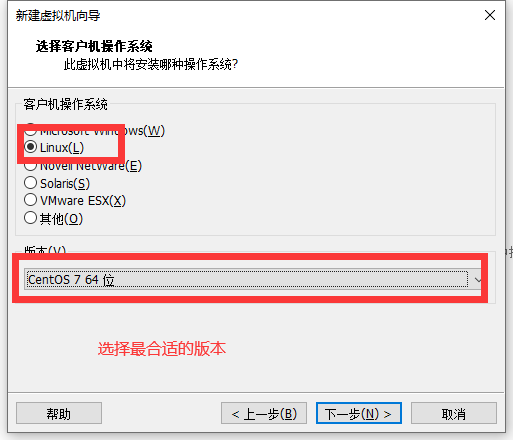 新建虚拟机向导
选择客户机操作系统
此虚拟机中将安装哪种操作系统?
客户机操作系统
Microsoft Windows(W)
Linux(L)
Novell NetWare(E)
Solaris(S)
VMware ESX(X)
其他(O)
版本(V)
CentOS 7 64 位
选择最合适的版本
帮助
< 上一步(B)
下一步(N) >
取消